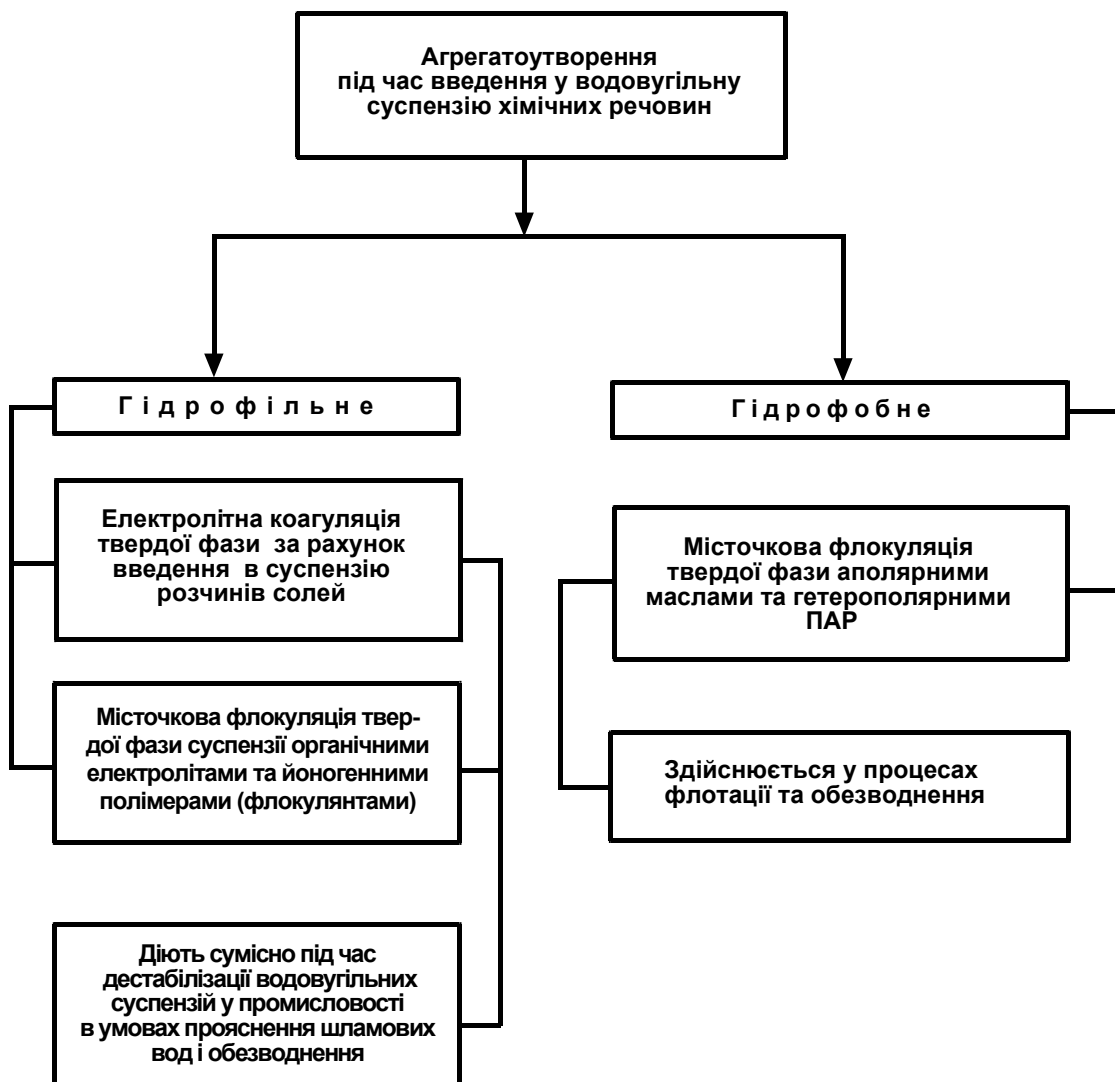 Агрегатоутворення
під час введення у водовугільну
суспензію хімічних речовин
Гідрофільне
Електролітна коагуляція
твердої фази за рахунок
введення в суспензію
розчинів солей
Місточкова флокуляція твер-
дої фази суспензії органічними
електролітами та йоногенними
полімерами (флокулянтами)
Діють сумісно під час
дестабілізації водовугільних
суспензій у промисловості
в умовах прояснення шламових
вод і обезводнення
Гідрофобне
Місточкова флокуляція
твердої фази аполярними
маслами та гетерополярними
ПАР
Здійснюється у процесах
флотації та обезводнення